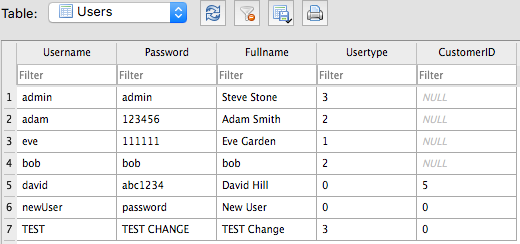 Table: Users
Username Password Fullname Usertype CustomerID
Filter Filter Filter Filter Filter
1 admin admin Steve Stone 3 NULL
2 adam 123456 Adam Smith 2 NULL
3 eve 111111 Eve Garden 1 NULL
4 bob bob bob 2 NULL
5 david abc1234 David Hill 0 5
6 newUser password New User 0 0
7 TEST TEST CHANGE TEST Change 3 0